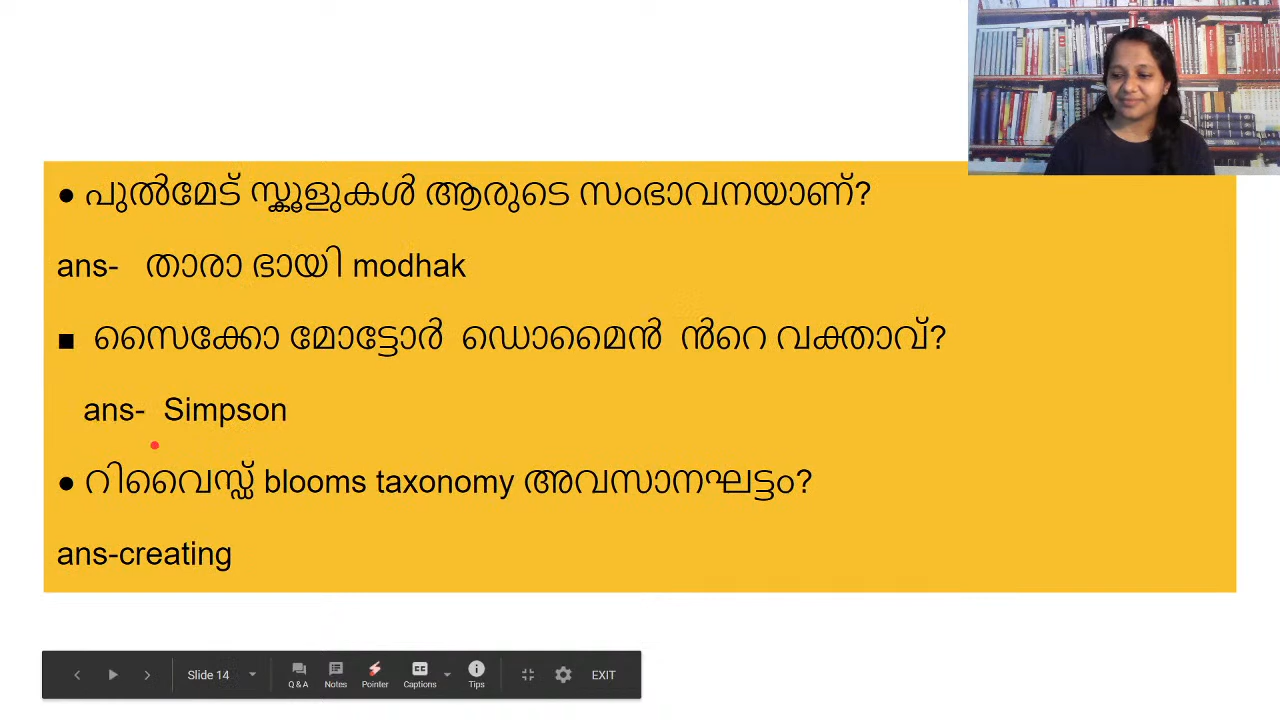 ● പുൽമേട് സ്കൂളുകൾ ആരുടെ സംഭാവനയാണ്?
ans- താരാ ഭായി modhak
■ സൈക്കോ മോട്ടോർ ഡൊമൈൻ ൻറെ വക്താവ്?
ans- Simpson
● റിവൈസ്ഡ് blooms taxonomy അവസാനഘട്ടം?
ans-creating
Slide 14
Q & A Notes Pointer Captions Tips EXIT